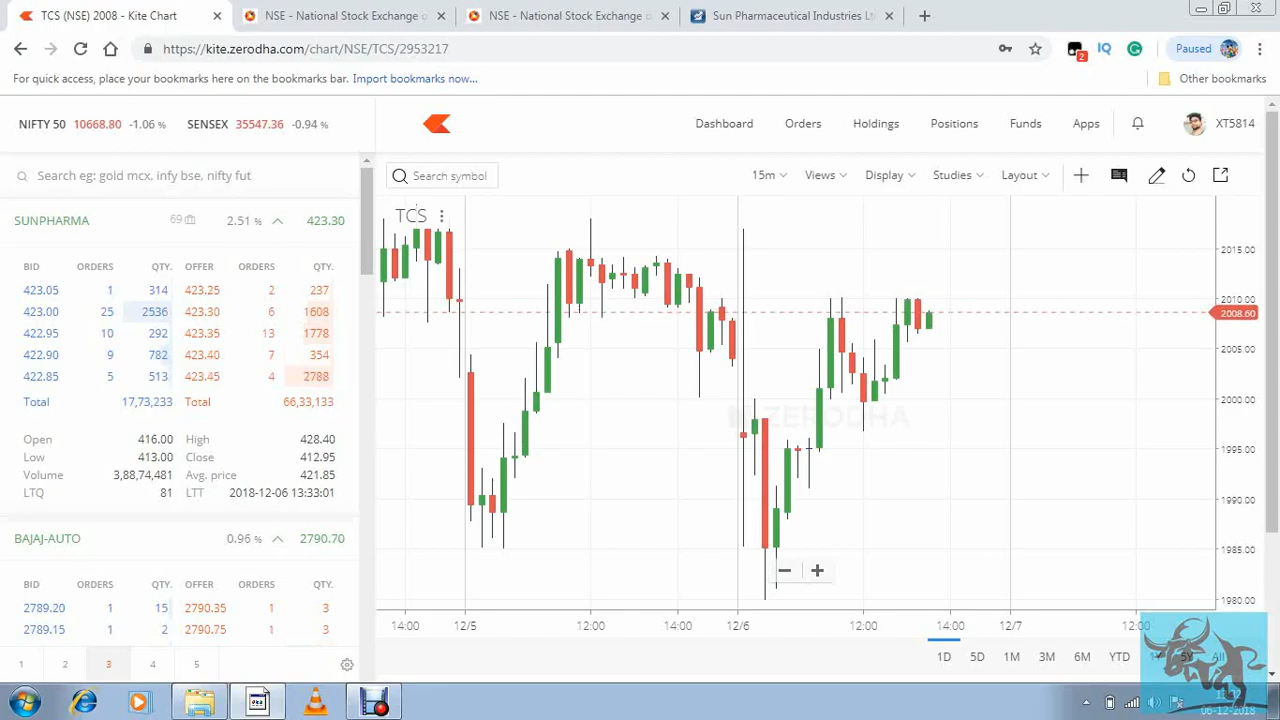 TCS (NSE) 2008 - Kite Chart
NSE - National Stock Exchange
NSE - National Stock Exchange o
Sun Pharmaceutical Industries Lt
https://kite.zerodha.com/chart/NSE/TCS/2953217
2
IQ
Paused
For quick access, place your bookmarks here on the bookmarks bar. Import bookmarks now...
Other bookmarks
NIFTY 50 10668.80 -1.06 % SENSEX 35547.36 -0.94 %
Dashboard Orders Holdings Positions Funds Apps XT5814
Search eg: gold mcx, infy bse, nifty fut
Search symbol
15m Views Display Studies Layout
SUNPHARMA 69 2.51 % 423.30
BID ORDERS QTY. OFFER ORDERS QTY.
423.05 1 314 423.25 2 237
423.00 25 2536 423.30 6 1608
422.95 10 292 423.35 13 1778
422.90 9 782 423.40 7 354
422.85 5 513 423.45 4 2788
Total 17,73,233 Total 66,33,133
Open 416.00 High 428.40
Low 413.00 Close 412.95
Volume 3,88,74,481 Avg. price 421.85
LTQ 81 LTT 2018-12-06 13:33:01
BAJAJ-AUTO 0.96 % 2790.70
BID ORDERS QTY. OFFER ORDERS QTY.
2789.20 1 15 2790.35 1 3
2789.15 1 2 2790.75 1 3
1 2 3 4 5
TCS
ZERODHA
2015.00
2010.00
2008.60
2005.00
2000.00
1995.00
1990.00
1985.00
1980.00
14:00 12/5 12:00 14:00 12/6 12:00 14:00 12/7 12:00
1D 5D 1M 3M 6M YTD 1Y 5Y All
06-12-2018